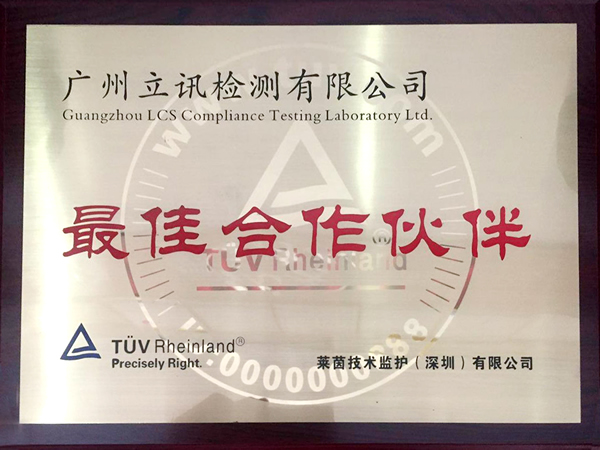 广州立讯检测有限公司
Guangzhou LCS Compliance Testing Laboratory Ltd.
最佳合作伙伴
TÜV Rheinland
TÜV Rheinland®
Precisely Right.
莱茵技术监护（深圳）有限公司